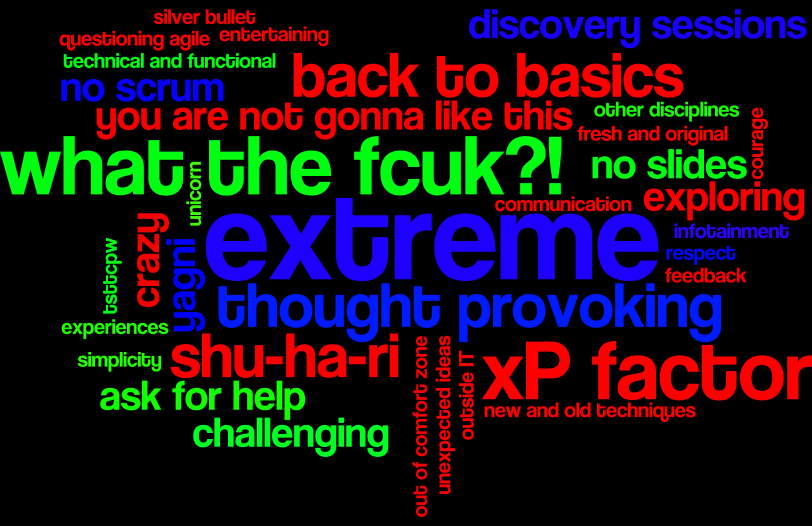 silver bullet
discovery sessions
questioning agile
entertaining
technical and functional
back to basics
no scrum
you are not gonna like this
other disciplines
fresh and original
courage
what the fcuk?!
no slides
unicorn
communication
exploring
extreme
crazy
yagni
infotainment
respect
feedback
tsttcpw
thought provoking
experiences
simplicity
shu-ha-ri
xP factor
ask for help
new and old techniques
challenging
out of comfort zone
unexpected ideas
outside IT